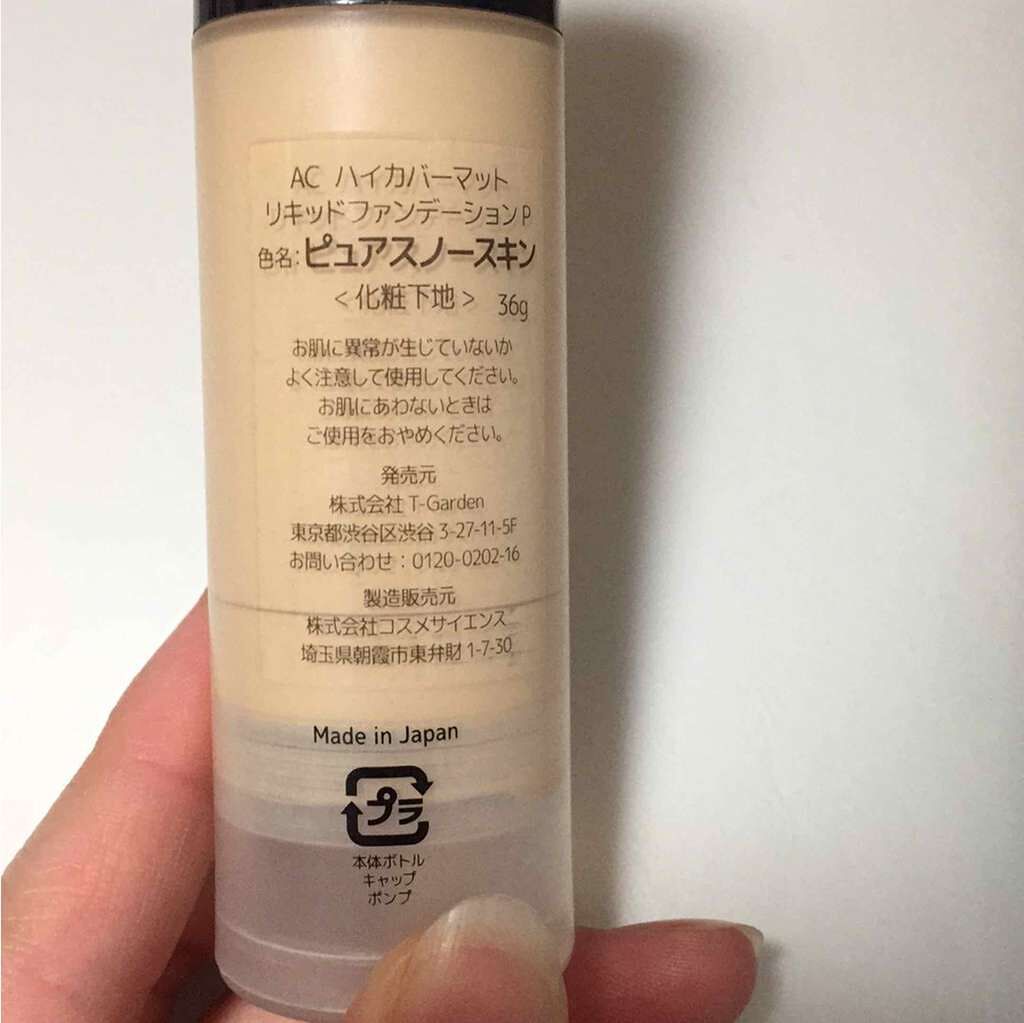 AC ハイカバーマット
リキッドファンデーションP
色名：ピュアスノースキン
＜化粧下地＞ 36g
お肌に異常が生じていないか
よく注意して使用してください。
お肌にあわないときは
ご使用をおやめください。
発売元
株式会社 T-Garden
東京都渋谷区渋谷 3-27-11-5F
お問い合わせ：0120-0202-16
製造販売元
株式会社コスメサイエンス
埼玉県朝霞市東弁財 1-7-30
Made in Japan
プラ
本体ボトル
キャップ
ポンプ